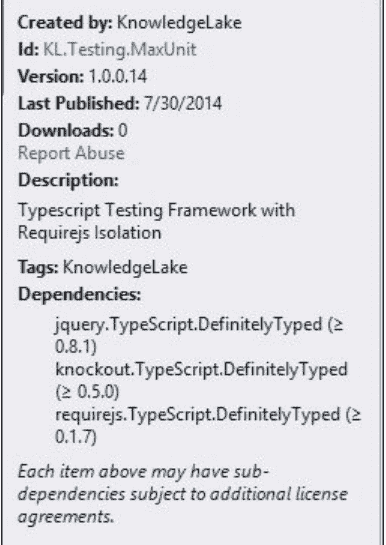 Created by: KnowledgeLake
Id: KL.Testing.MaxUnit
Version: 1.0.0.14
Last Published: 7/30/2014
Downloads: 0
Report Abuse
Description:
Typescript Testing Framework with
Requirejs Isolation
Tags: KnowledgeLake
Dependencies:
jquery.TypeScript.DefinitelyTyped (≥
0.8.1)
knockout.TypeScript.DefinitelyTyped
(≥ 0.5.0)
requirejs.TypeScript.DefinitelyTyped (≥
0.1.7)
Each item above may have sub-
dependencies subject to additional license
agreements.